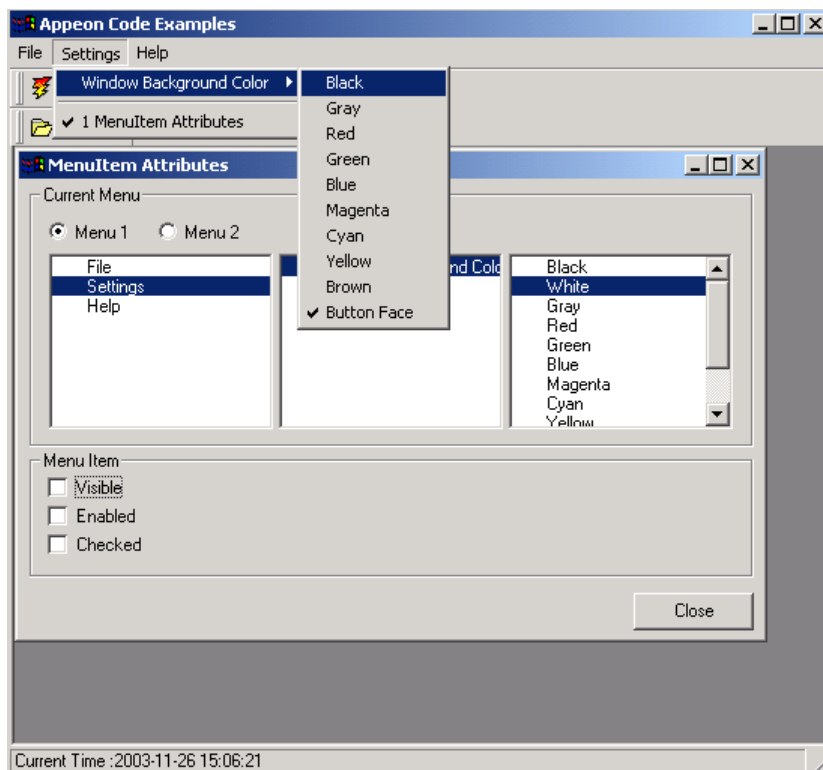 Appeon Code Examples
File Settings Help
Window Background Color
1 MenuItem Attributes
Black
Gray
Red
Green
Blue
Magenta
Cyan
Yellow
Brown
Button Face
MenuItem Attributes
Current Menu
Menu 1 Menu 2
File
Settings
Help
nd Colo
Black
White
Gray
Red
Green
Blue
Magenta
Cyan
Yellow
Menu Item
Visible
Enabled
Checked
Close
Current Time :2003-11-26 15:06:21